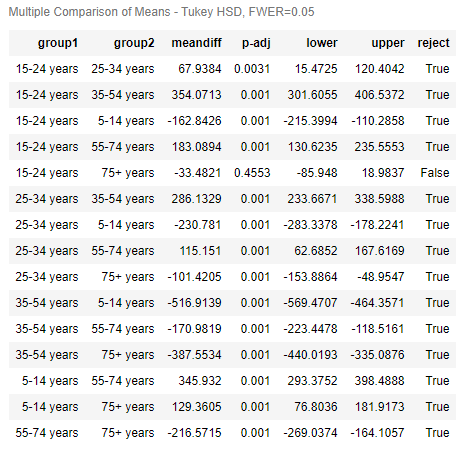 Multiple Comparison of Means - Tukey HSD, FWER=0.05
group1 group2 meandiff p-adj lower upper reject
15-24 years 25-34 years 67.9384 0.0031 15.4725 120.4042 True
15-24 years 35-54 years 354.0713 0.001 301.6055 406.5372 True
15-24 years 5-14 years -162.8426 0.001 -215.3994 -110.2858 True
15-24 years 55-74 years 183.0894 0.001 130.6235 235.5553 True
15-24 years 75+ years -33.4821 0.4553 -85.948 18.9837 False
25-34 years 35-54 years 286.1329 0.001 233.6671 338.5988 True
25-34 years 5-14 years -230.781 0.001 -283.3378 -178.2241 True
25-34 years 55-74 years 115.151 0.001 62.6852 167.6169 True
25-34 years 75+ years -101.4205 0.001 -153.8864 -48.9547 True
35-54 years 5-14 years -516.9139 0.001 -569.4707 -464.3571 True
35-54 years 55-74 years -170.9819 0.001 -223.4478 -118.5161 True
35-54 years 75+ years -387.5534 0.001 -440.0193 -335.0876 True
5-14 years 55-74 years 345.932 0.001 293.3752 398.4888 True
5-14 years 75+ years 129.3605 0.001 76.8036 181.9173 True
55-74 years 75+ years -216.5715 0.001 -269.0374 -164.1057 True